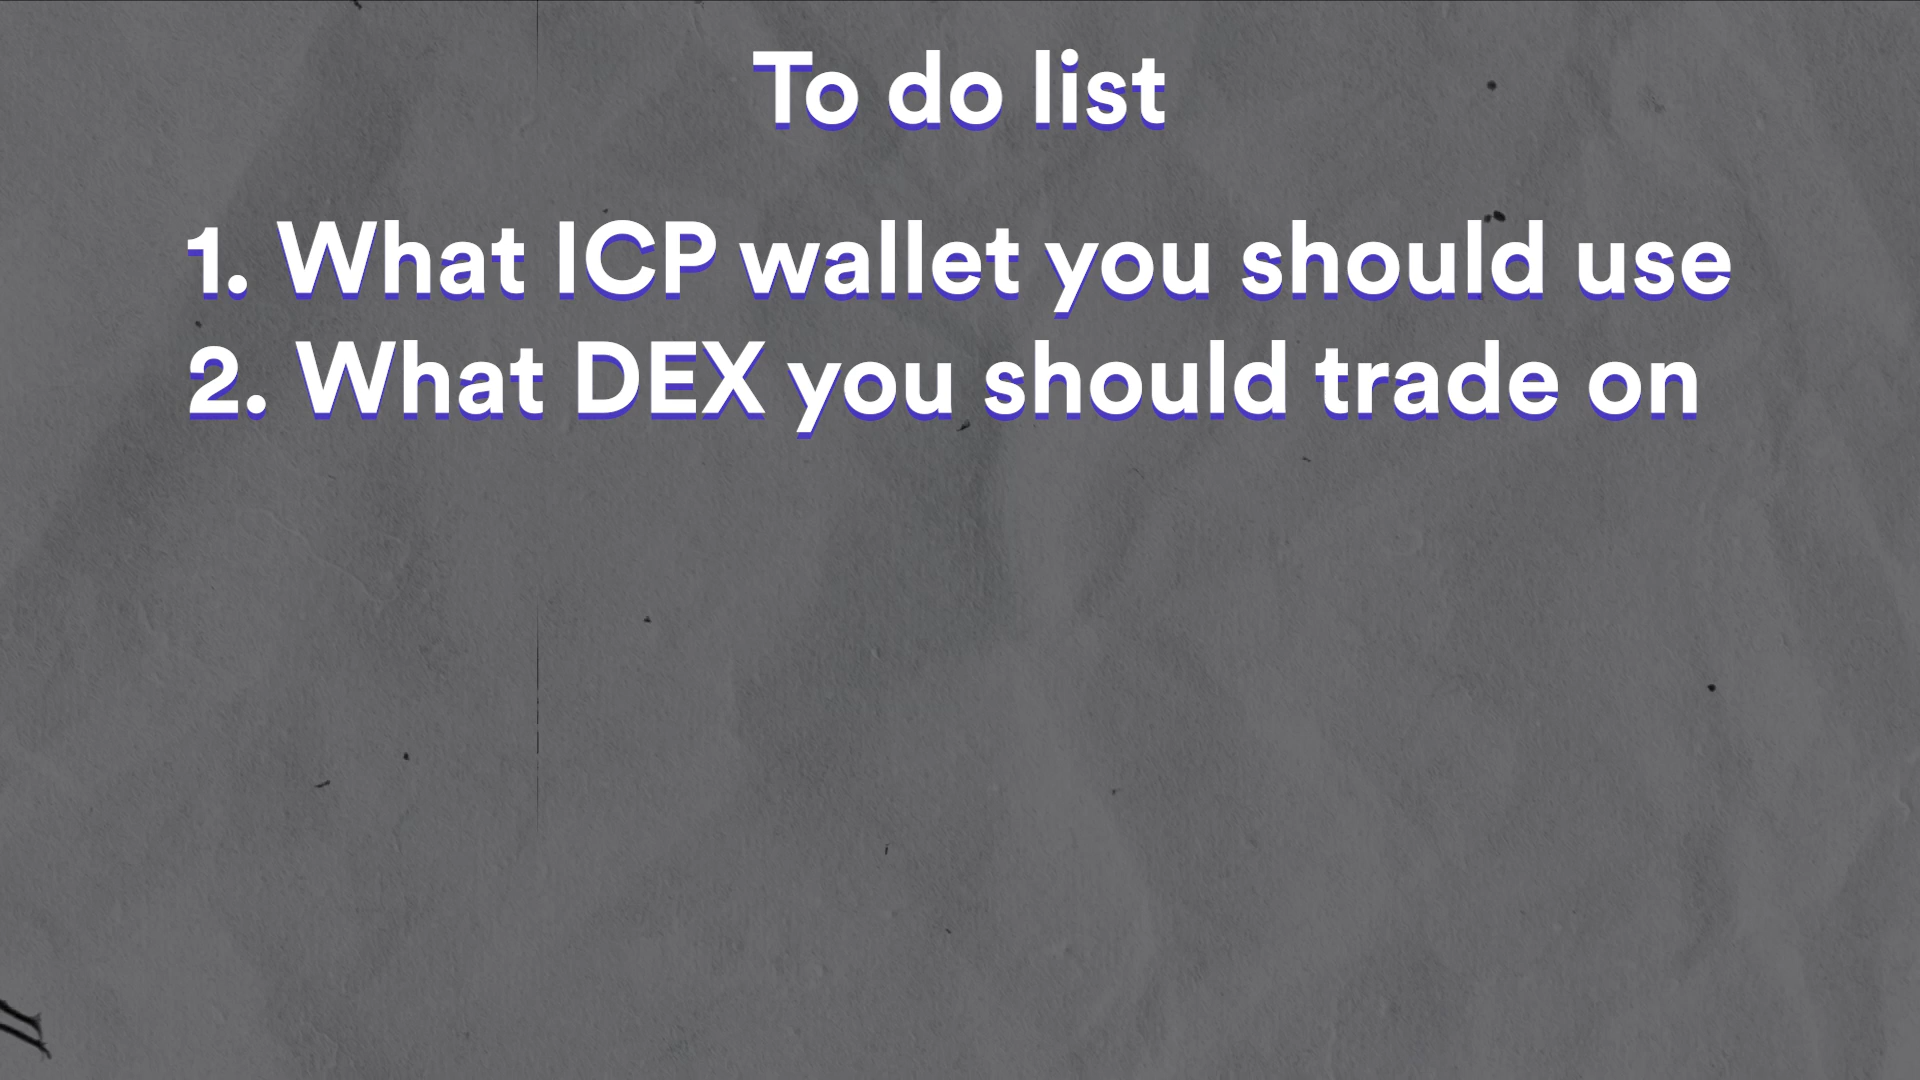 To do list
1. What ICP wallet you should use
2. What DEX you should trade on